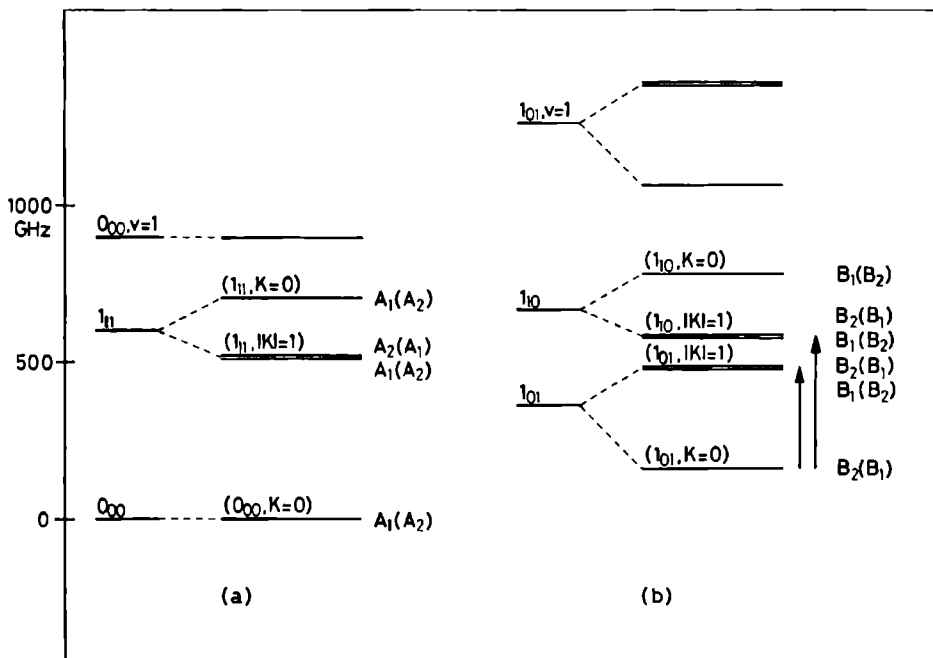 1000
GHz
500
0
0₀₀,v=1
1₁₁
(1₁₁,K=0)
(1₁₁,|K|=1)
A₁(A₂)
A₂(A₁)
A₁(A₂)
0₀₀
(0₀₀,K=0)
A₁(A₂)
(a)
1₀₁,v=1
1₁₀
(1₁₀,K=0)
(1₁₀,|K|=1)
(1₀₁,|K|=1)
1₀₁
(1₀₁,K=0)
B₁(B₂)
B₂(B₁)
B₁(B₂)
B₂(B₁)
B₁(B₂)
B₂(B₁)
(b)